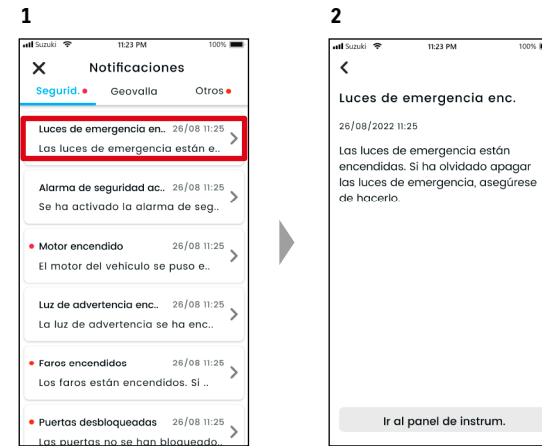 1
Suzuki 11:23 PM 100%
Notificaciones
Segurid. Geovalla Otros
Luces de emergencia en.. 26/08 11:25
Las luces de emergencia están e..
Alarma de seguridad ac.. 26/08 11:25
Se ha activado la alarma de seg..
Motor encendido 26/08 11:25
El motor del vehículo se puso e..
Luz de advertencia enc.. 26/08 11:25
La luz de advertencia se ha enc..
Faros encendidos 26/08 11:25
Los faros están encendidos. Si ..
Puertas desbloqueadas 26/08 11:25
Las puertas no se han bloqueado..
2
Suzuki 11:23 PM 100%
Luces de emergencia enc.
26/08/2022 11:25
Las luces de emergencia están
encendidas. Si ha olvidado apagar
las luces de emergencia, asegúrese
de hacerlo.
Ir al panel de instrum.